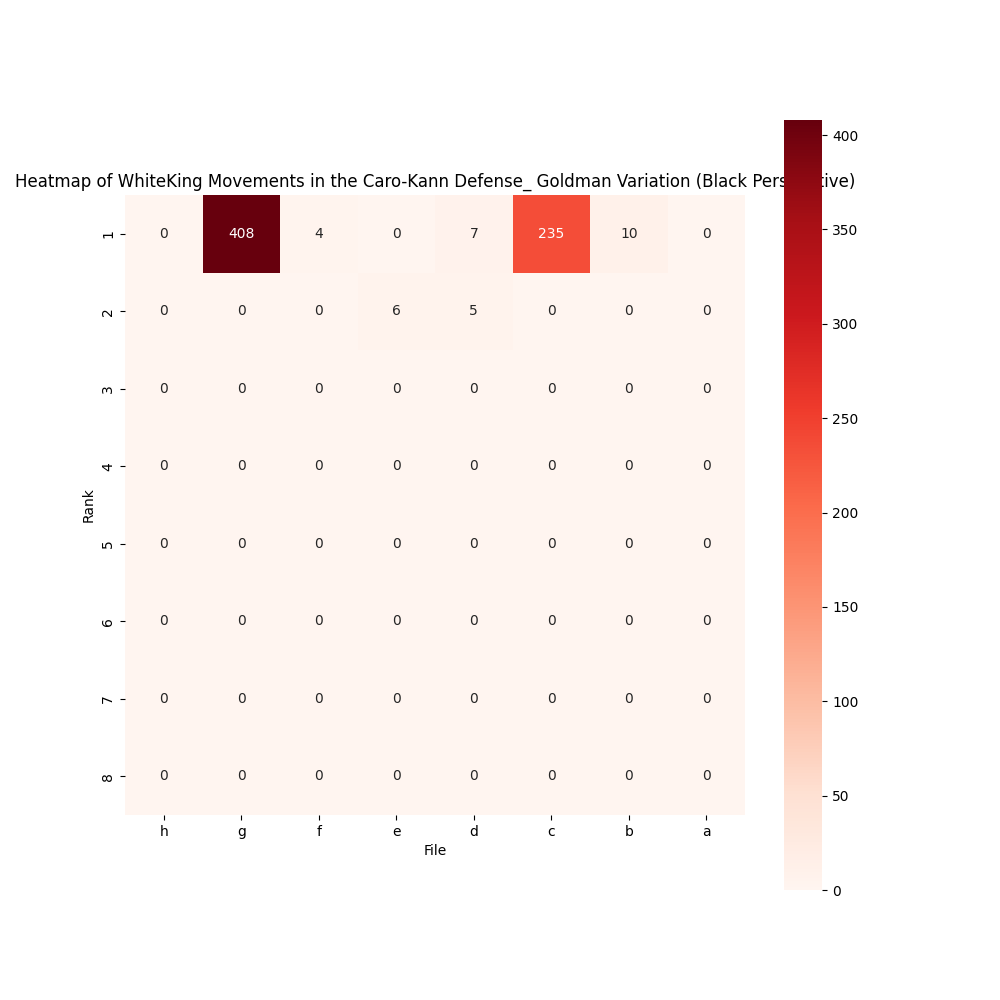 Heatmap of WhiteKing Movements in the Caro-Kann Defense_ Goldman Variation (Black Perspective)
400
350
300
250
200
150
100
50
0
Rank
1 0 408 4 0 7 235 10 0
2 0 0 0 6 5 0 0 0
3 0 0 0 0 0 0 0 0
4 0 0 0 0 0 0 0 0
5 0 0 0 0 0 0 0 0
6 0 0 0 0 0 0 0 0
7 0 0 0 0 0 0 0 0
8 0 0 0 0 0 0 0 0
h g f e d c b a
File